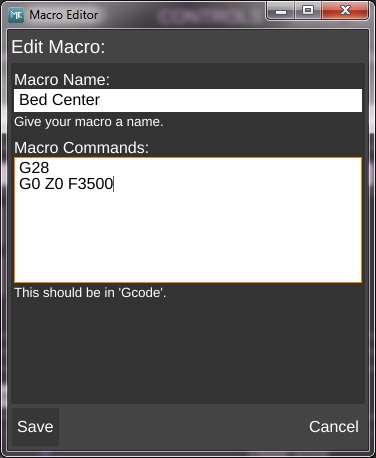 Macro Editor
Edit Macro:
Macro Name:
Bed Center
Give your macro a name.
Macro Commands:
G28
G0 Z0 F3500
This should be in 'Gcode'.
Save Cancel